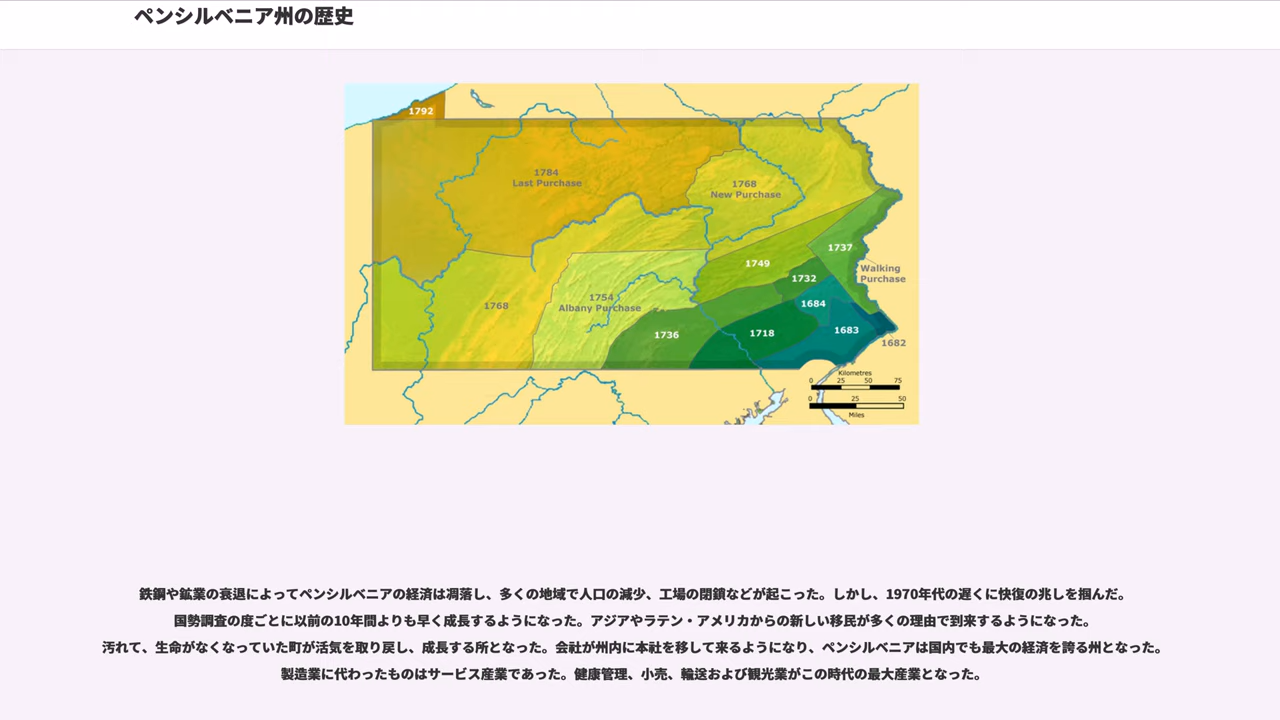 ペンシルベニア州の歴史
1792
1784
Last Purchase
1768
New Purchase
1737
Walking
Purchase
1749
1732
1684
1754
Albany Purchase
1768
1736
1718
1683
1682
Kilometres
0 25 50 75
0 25 50
Miles
鉄鋼や鉱業の衰退によってペンシルベニアの経済は凋落し、多くの地域で人口の減少、工場の閉鎖などが起こった。しかし、1970年代の遅くに快復の兆しを掴んだ。
国勢調査の度ごとに以前の10年間よりも早く成長するようになった。アジアやラテン・アメリカからの新しい移民が多くの理由で到来するようになった。
汚れて、生命がなくなっていた町が活気を取り戻し、成長する所となった。会社が州内に本社を移して来るようになり、ペンシルベニアは国内でも最大の経済を誇る州となった。
製造業に代わったものはサービス産業であった。健康管理、小売、輸送および観光業がこの時代の最大産業となった。